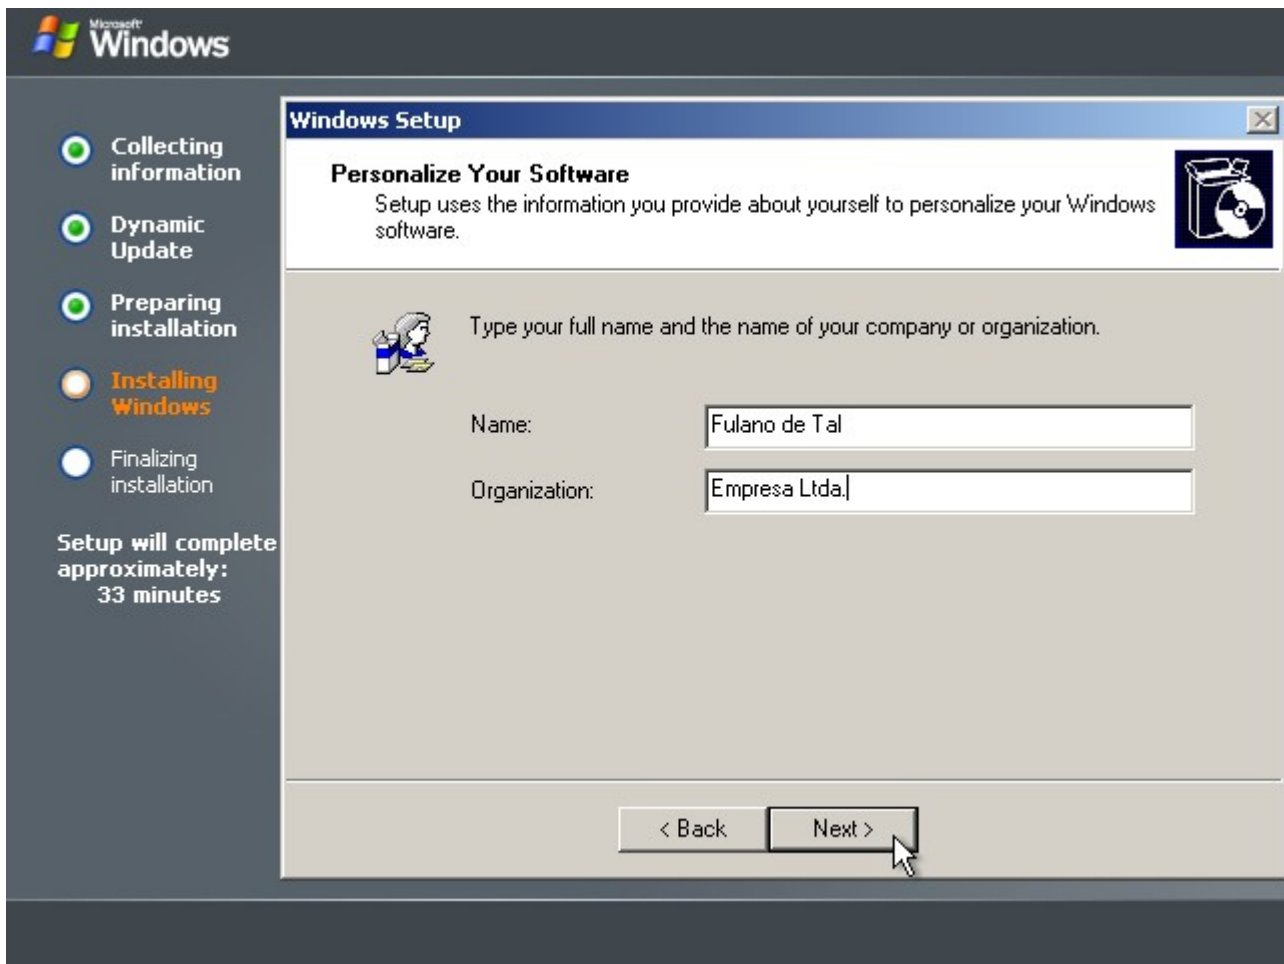 Microsoft
Windows
Collecting
information
Dynamic
Update
Preparing
installation
Installing
Windows
Finalizing
installation
Setup will complete
approximately:
33 minutes
Windows Setup
Personalize Your Software
Setup uses the information you provide about yourself to personalize your Windows
software.
Type your full name and the name of your company or organization.
Name: Fulano de Tal
Organization: Empresa Ltda.
< Back Next >